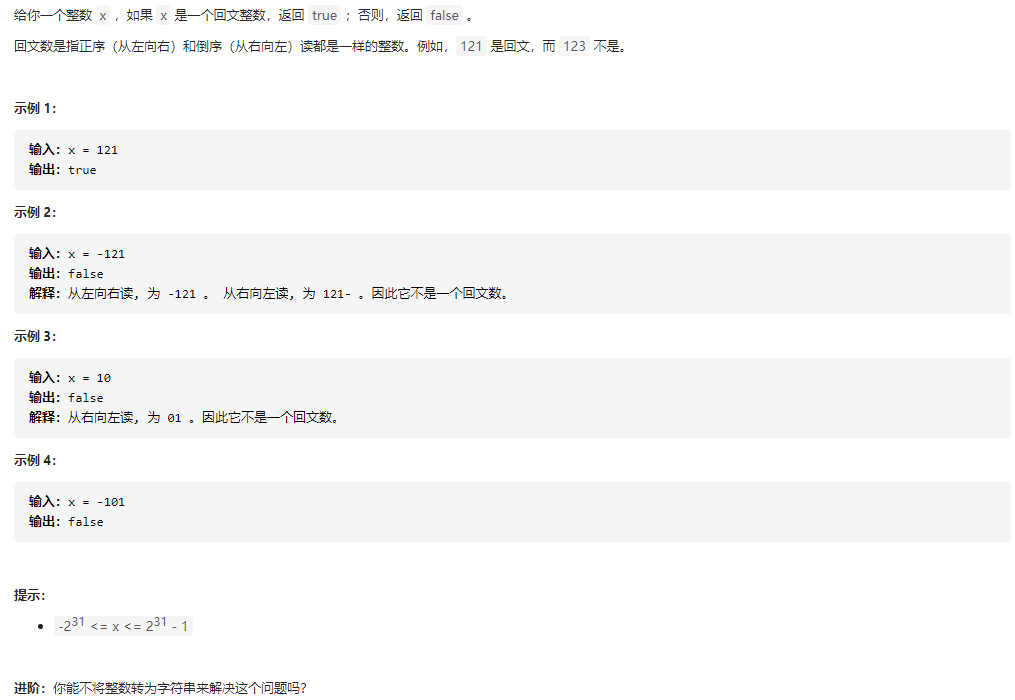 给你一个整数 x ，如果 x 是一个回文整数，返回 true ；否则，返回 false 。
回文数是指正序（从左向右）和倒序（从右向左）读都是一样的整数。例如，121 是回文，而 123 不是。
示例 1：
输入：x = 121
输出：true
示例 2：
输入：x = -121
输出：false
解释：从左向右读, 为 -121 。 从右向左读, 为 121- 。因此它不是一个回文数。
示例 3：
输入：x = 10
输出：false
解释：从右向左读, 为 01 。因此它不是一个回文数。
示例 4：
输入：x = -101
输出：false
提示：
-2³¹ <= x <= 2³¹ - 1
进阶：你能不将整数转为字符串来解决这个问题吗？